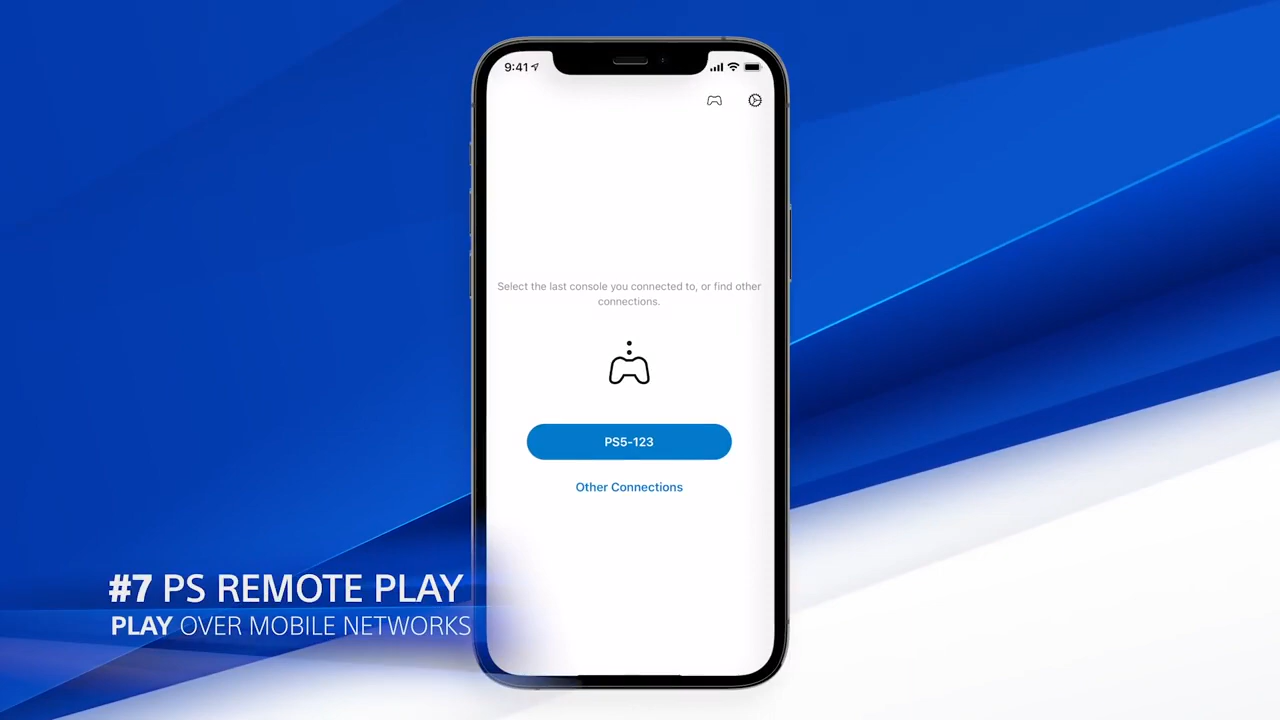 9:41
Select the last console you connected to, or find other
connections.
PS5-123
Other Connections
#7 PS REMOTE PLAY
PLAY OVER MOBILE NETWORKS